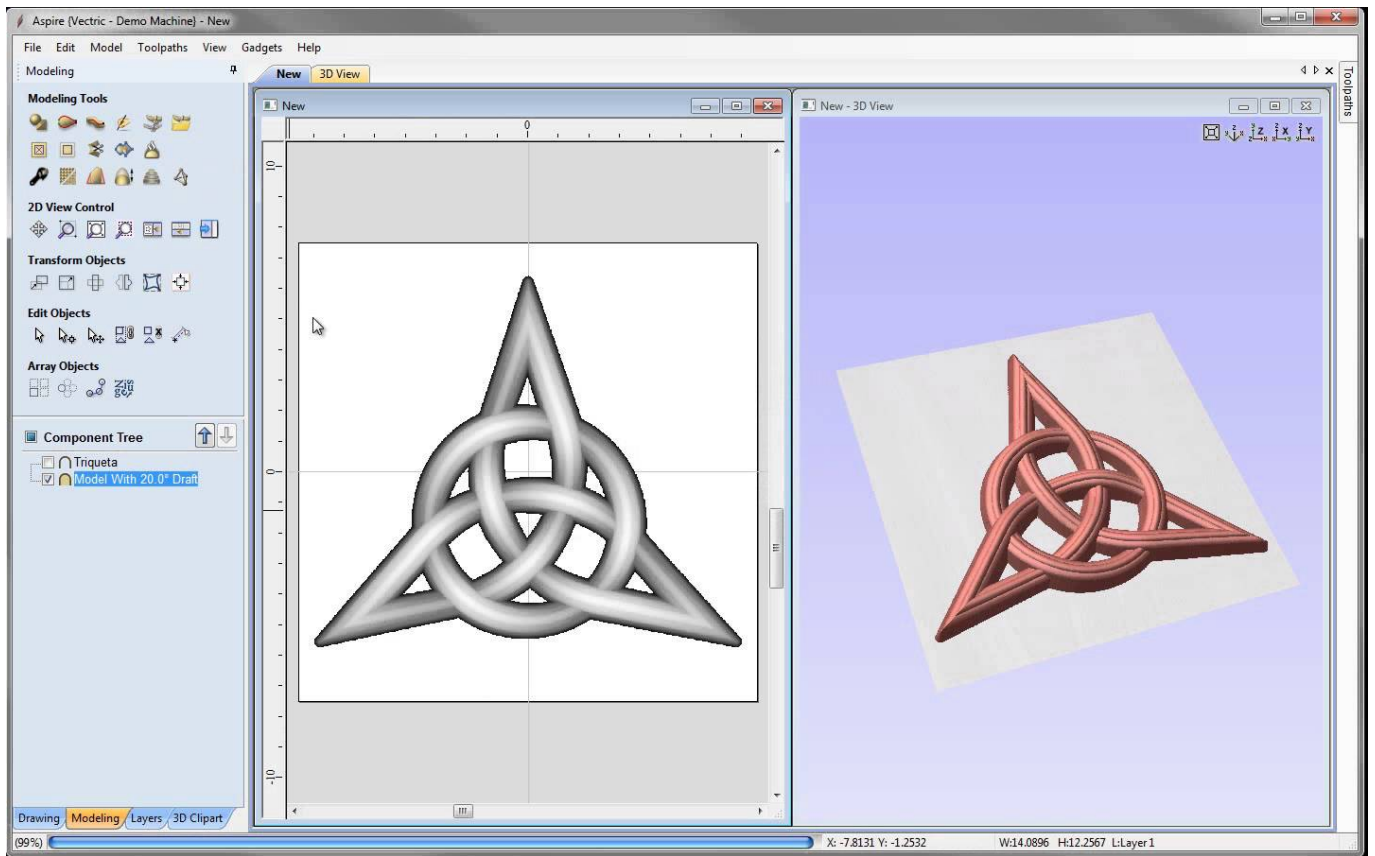 Aspire (Vectric - Demo Machine) - New
File Edit Model Toolpaths View Gadgets Help
Modeling
New 3D View
Toolpaths
Modeling Tools
New
New - 3D View
0
10
2D View Control
Transform Objects
Edit Objects
Array Objects
Component Tree
Triqueta
Model With 20.0° Draft
0
-10
Drawing Modeling Layers 3D Clipart
(99%) X: -7.8131 Y: -1.2532 W:14.0896 H:12.2567 L:Layer1